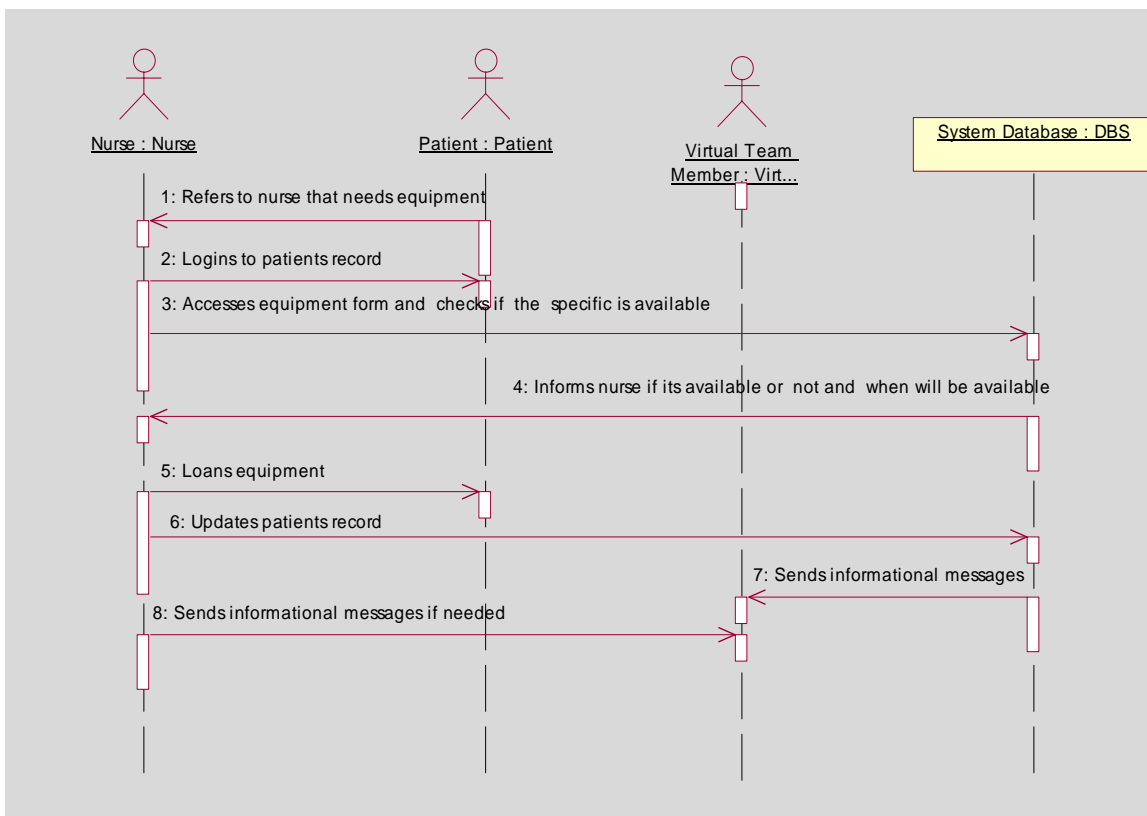 Nurse : Nurse
Patient : Patient
Virtual Team
Member : Virt...
System Database : DBS
1: Refers to nurse that needs equipment
2: Logins to patients record
3: Accesses equipment form and checks if the specific is available
4: Informs nurse if its available or not and when will be available
5: Loans equipment
6: Updates patients record
7: Sends informational messages
8: Sends informational messages if needed